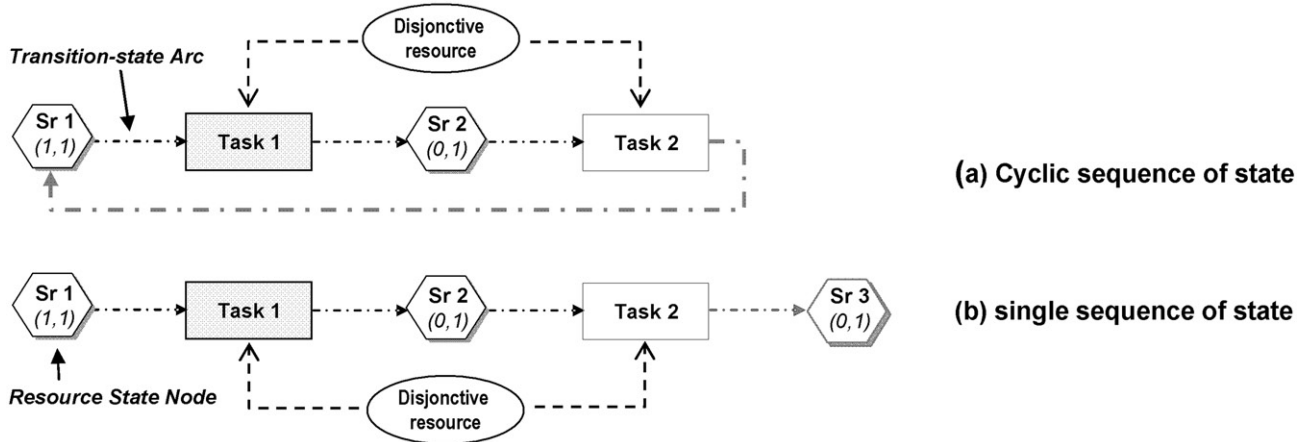 Disjonctive
resource
Transition-state Arc
Sr 1
(1,1)
Task 1
Sr 2
(0,1)
Task 2
(a) Cyclic sequence of state
Sr 1
(1,1)
Task 1
Sr 2
(0,1)
Task 2
Sr 3
(0,1)
(b) single sequence of state
Resource State Node
Disjonctive
resource